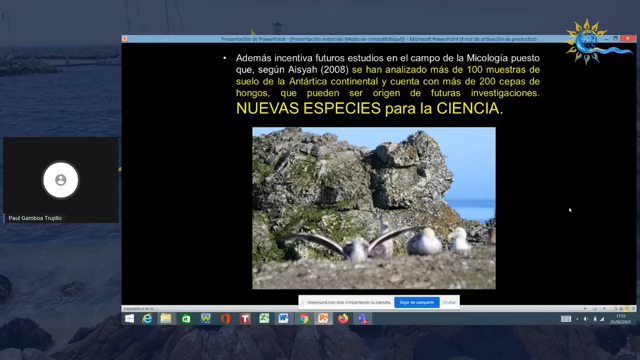 Presentación de PowerPoint - [Presentación Antartida [Modo de compatibilidad]] - Microsoft PowerPoint (Error de activación de productos)
• Además incentiva futuros estudios en el campo de la Micología puesto
que, según Aisyah (2008) se han analizado más de 100 muestras de
suelo de la Antártica continental y cuenta con más de 200 cepas de
hongos, que pueden ser origen de futuras investigaciones.
NUEVAS ESPECIES para la CIENCIA.
Paul Gamboa Trujillo
Dejar de compartir
Ocultar
17:53